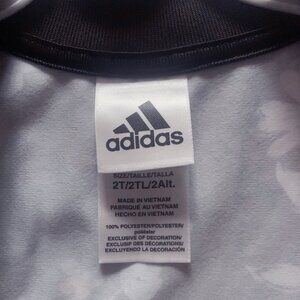 adidas
SIZE/TAILLE/TALLA
2T/2TL/2Alt.
MADE IN VIETNAM
FABRIQUÉ AU VIETNAM
HECHO EN VIETNAM
100% POLYESTER/POLYESTER/
poliéster
EXCLUSIVE OF DECORATION/
EXCLUSIF DES DÉCORATIONS/
EXCLUYENDO LA DECORACIÓN